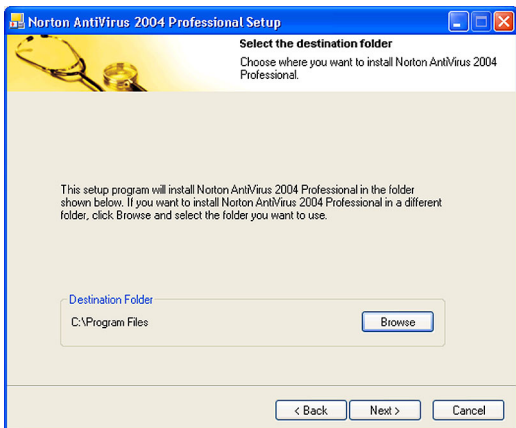 Norton AntiVirus 2004 Professional Setup
Select the destination folder
Choose where you want to install Norton AntiVirus 2004
Professional.
This setup program will install Norton AntiVirus 2004 Professional in the folder
shown below. If you want to install Norton AntiVirus 2004 Professional in a different
folder, click Browse and select the folder you want to use.
Destination Folder
C:\Program Files
Browse
< Back
Next >
Cancel